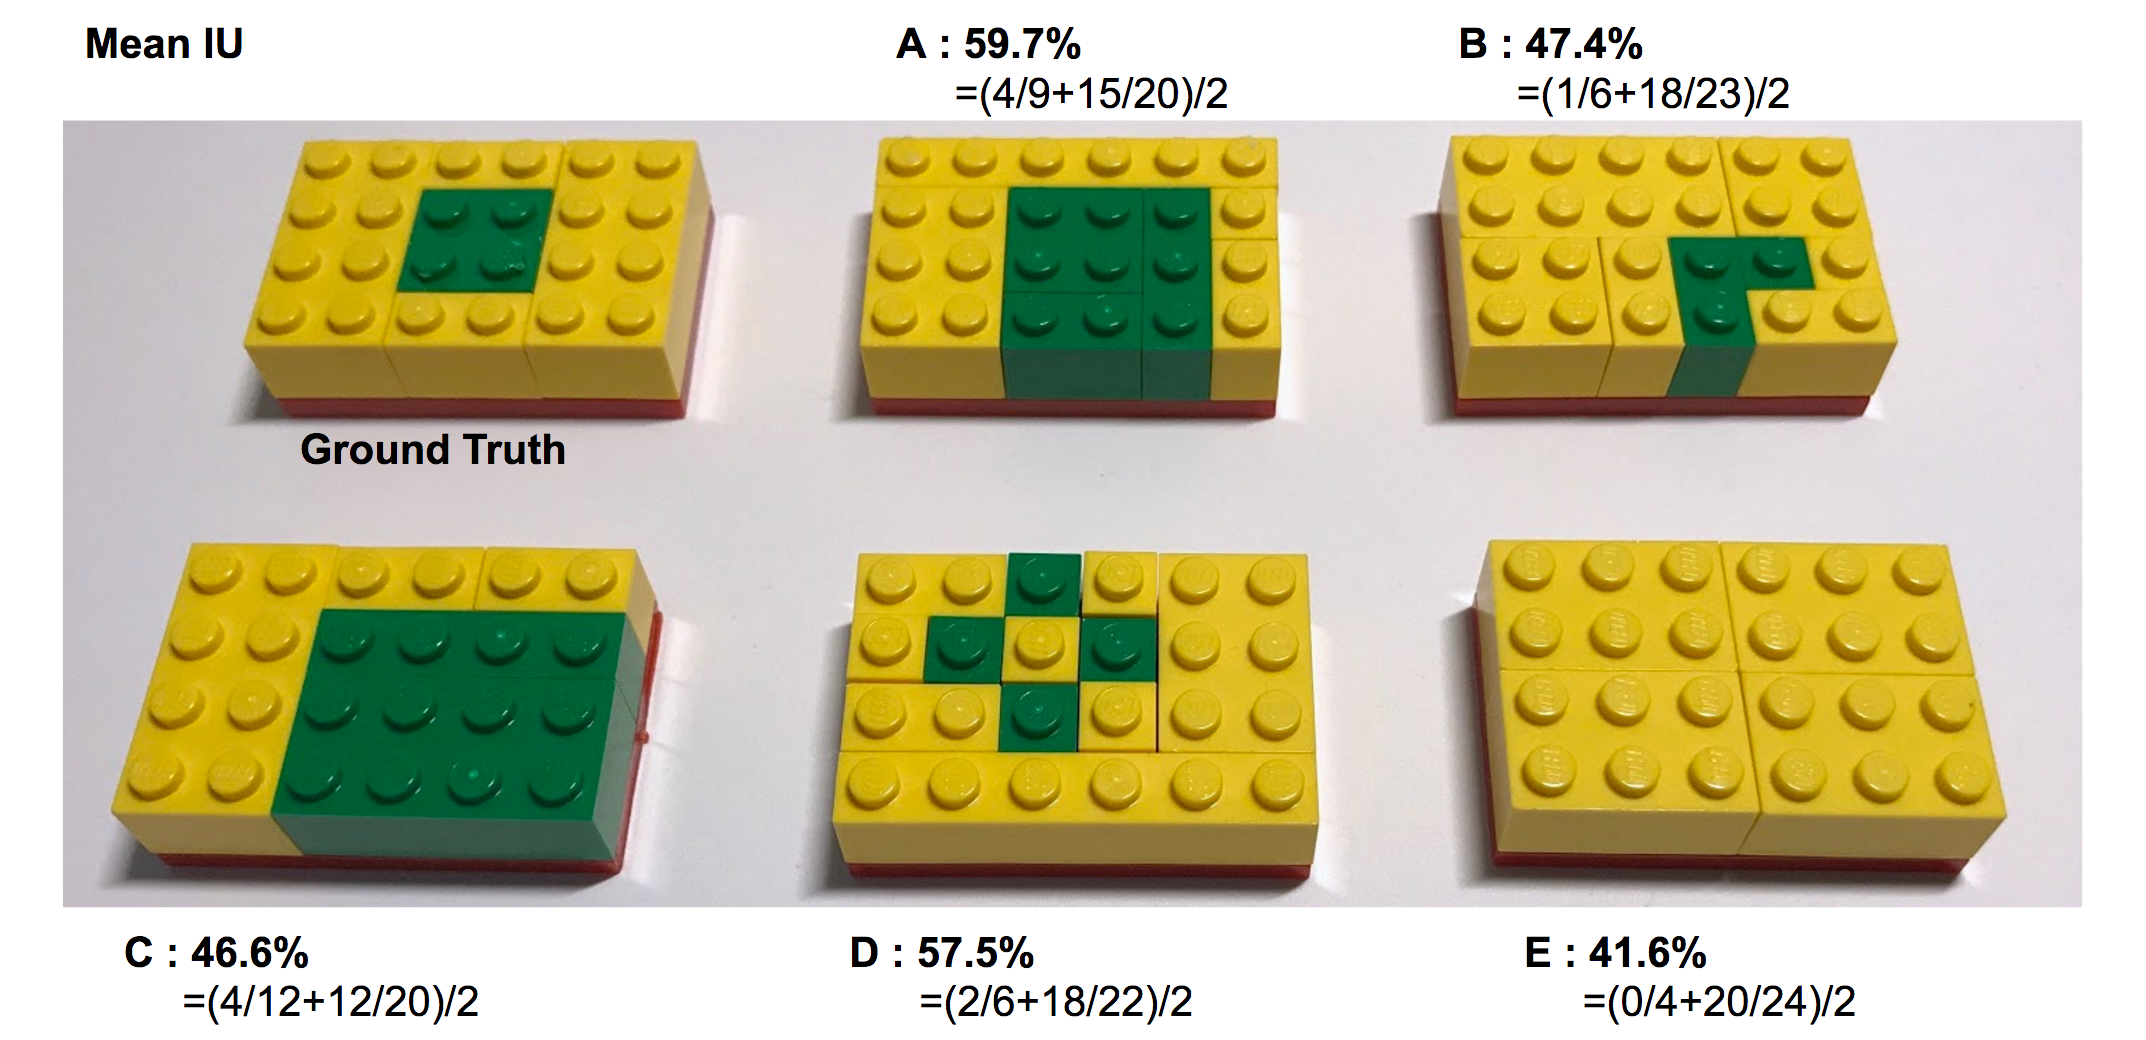 Mean IU
A : 59.7%
=(4/9+15/20)/2
B : 47.4%
=(1/6+18/23)/2
Ground Truth
C : 46.6%
=(4/12+12/20)/2
D : 57.5%
=(2/6+18/22)/2
E : 41.6%
=(0/4+20/24)/2